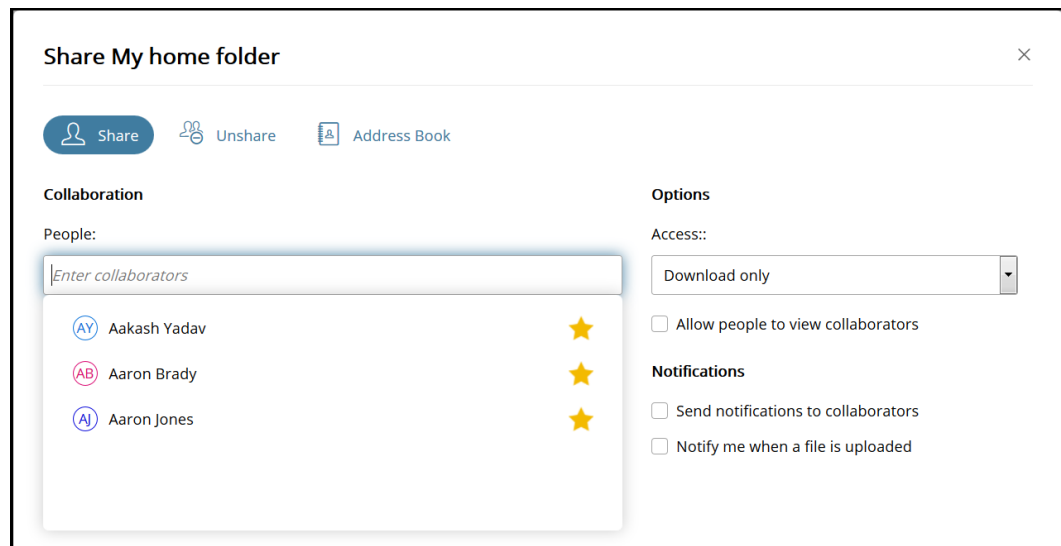 Share My home folder
Share
Unshare
Address Book
Collaboration
People:
Enter collaborators
AY Aakash Yadav
AB Aaron Brady
AJ Aaron Jones
Options
Access::
Download only
Allow people to view collaborators
Notifications
Send notifications to collaborators
Notify me when a file is uploaded